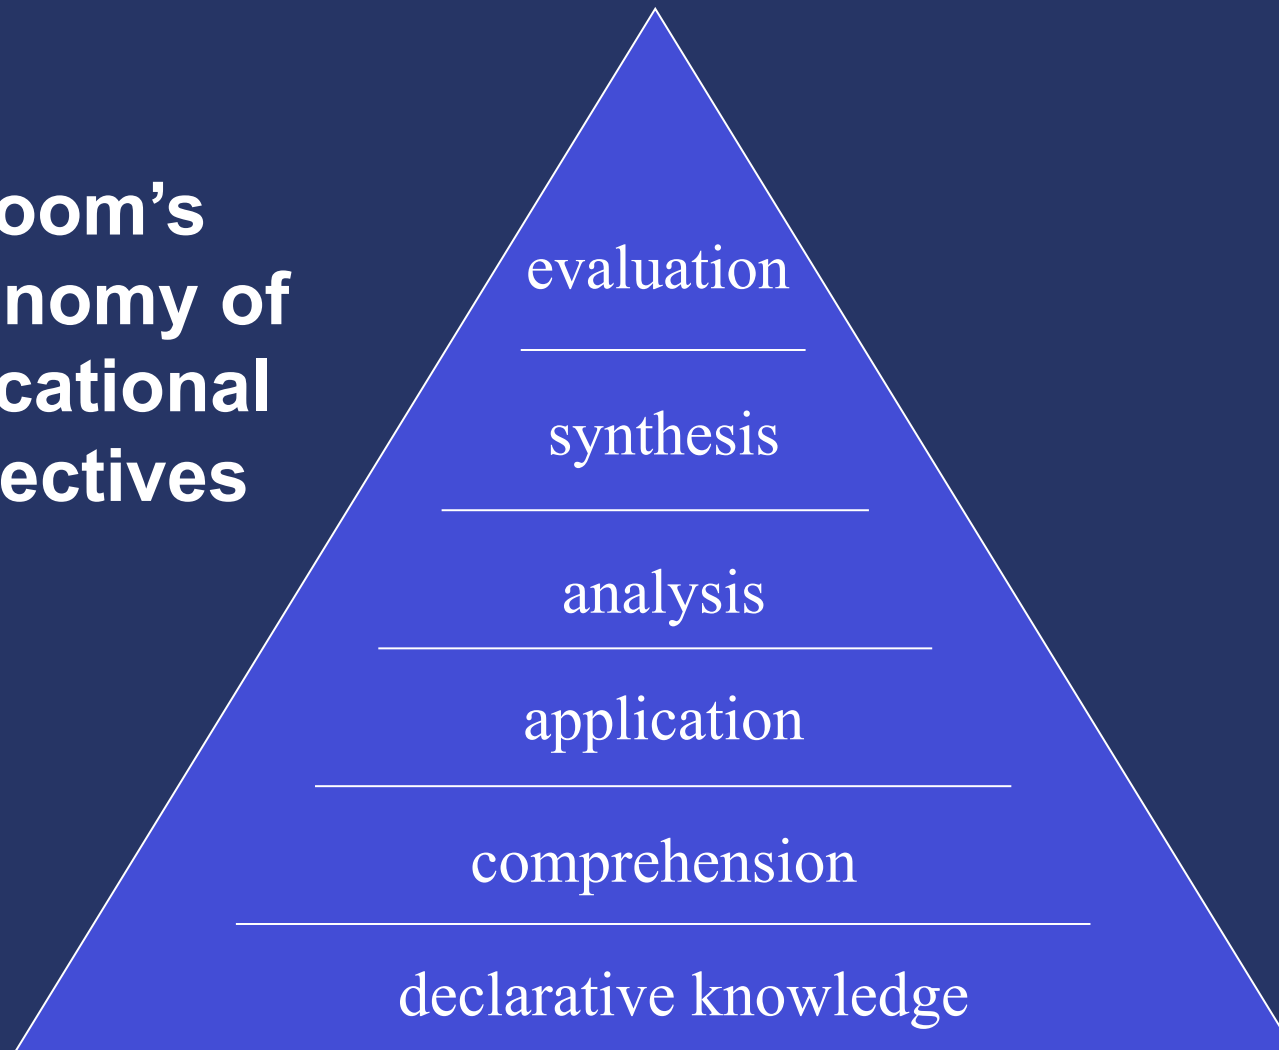 oom’s
nomy of
cational
ectives
evaluation
synthesis
analysis
application
comprehension
declarative knowledge